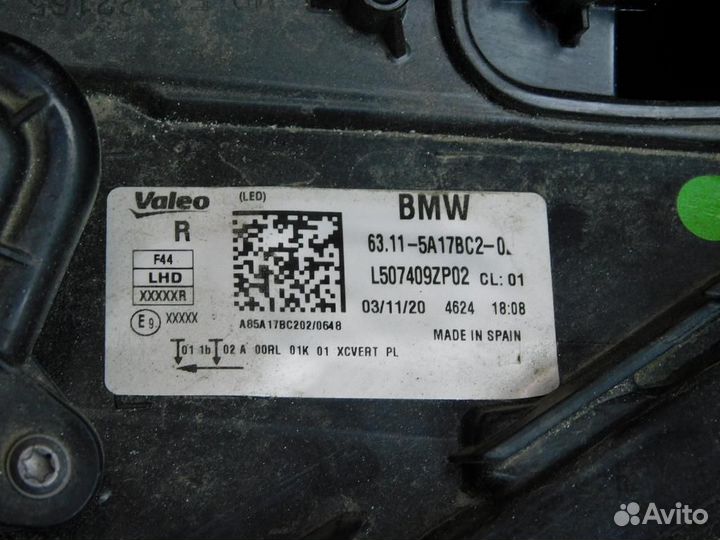 Valeo
(LED)
BMW
R
63.11-5A17BC2-0
F44
LHD
XXXXXR
L507409ZP02 CL: 01
03/11/20 4624 18:08
E9 XXXXX
A85A17BC202/0648
MADE IN SPAIN
01 1b 02 A 00RL 01K 01 XCVERT PL
Avito